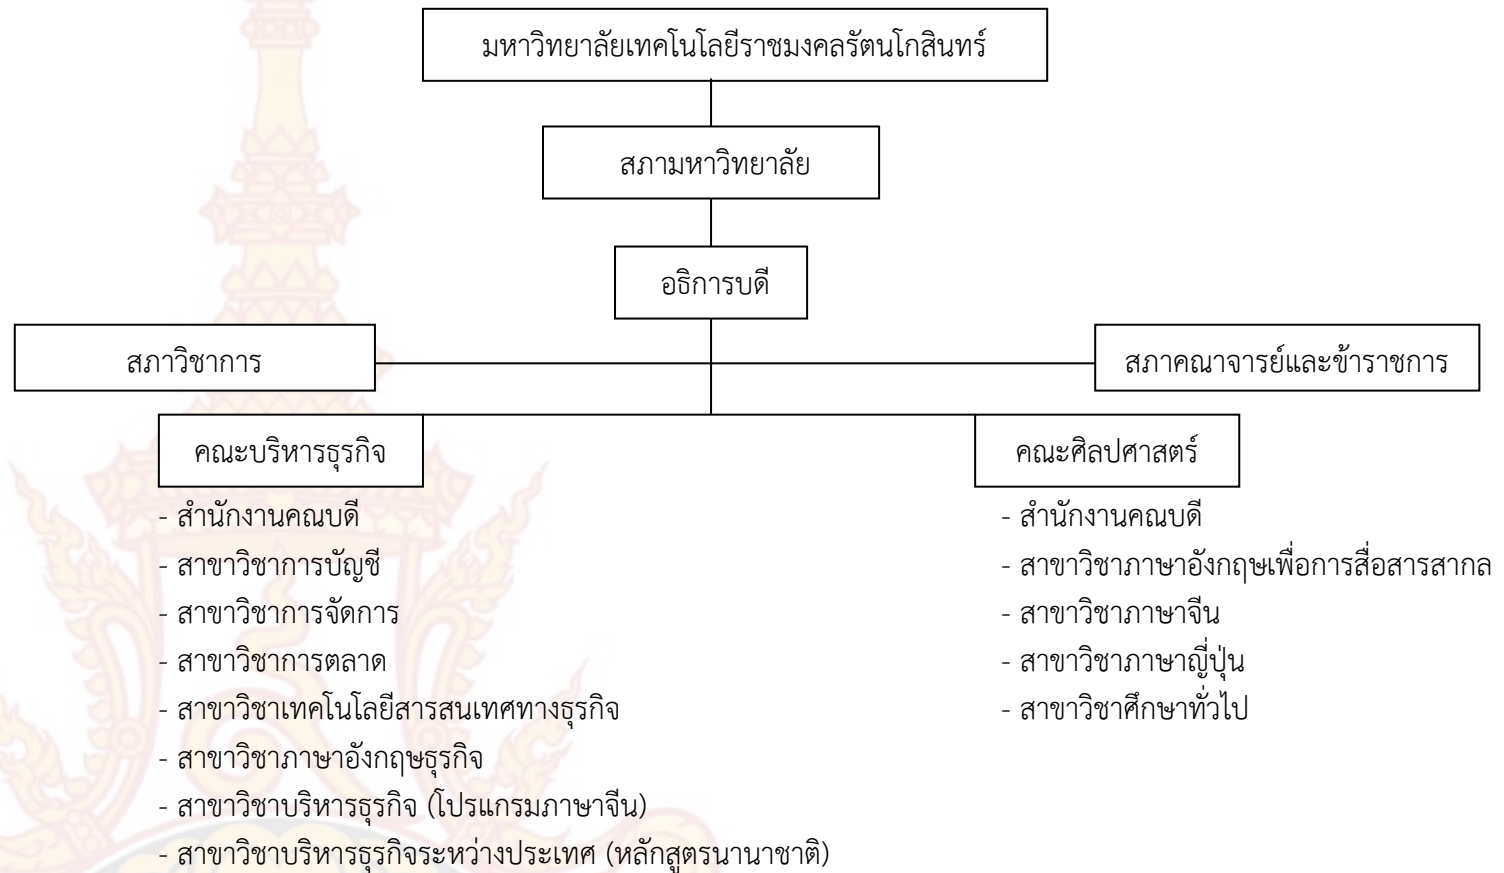 มหาวิทยาลัยเทคโนโลยีราชมงคลรัตนโกสินทร์
สภามหาวิทยาลัย
อธิการบดี
สภาวิชาการ
สภาคณาจารย์และข้าราชการ
คณะบริหารธุรกิจ
- สำนักงานคณบดี
- สาขาวิชาการบัญชี
- สาขาวิชาการจัดการ
- สาขาวิชาการตลาด
- สาขาวิชาเทคโนโลยีสารสนเทศทางธุรกิจ
- สาขาวิชาภาษาอังกฤษธุรกิจ
- สาขาวิชาบริหารธุรกิจ (โปรแกรมภาษาจีน)
- สาขาวิชาบริหารธุรกิจระหว่างประเทศ (หลักสูตรนานาชาติ)
คณะศิลปศาสตร์
- สำนักงานคณบดี
- สาขาวิชาภาษาอังกฤษเพื่อการสื่อสารสากล
- สาขาวิชาภาษาจีน
- สาขาวิชาภาษาญี่ปุ่น
- สาขาวิชาศึกษาทั่วไป